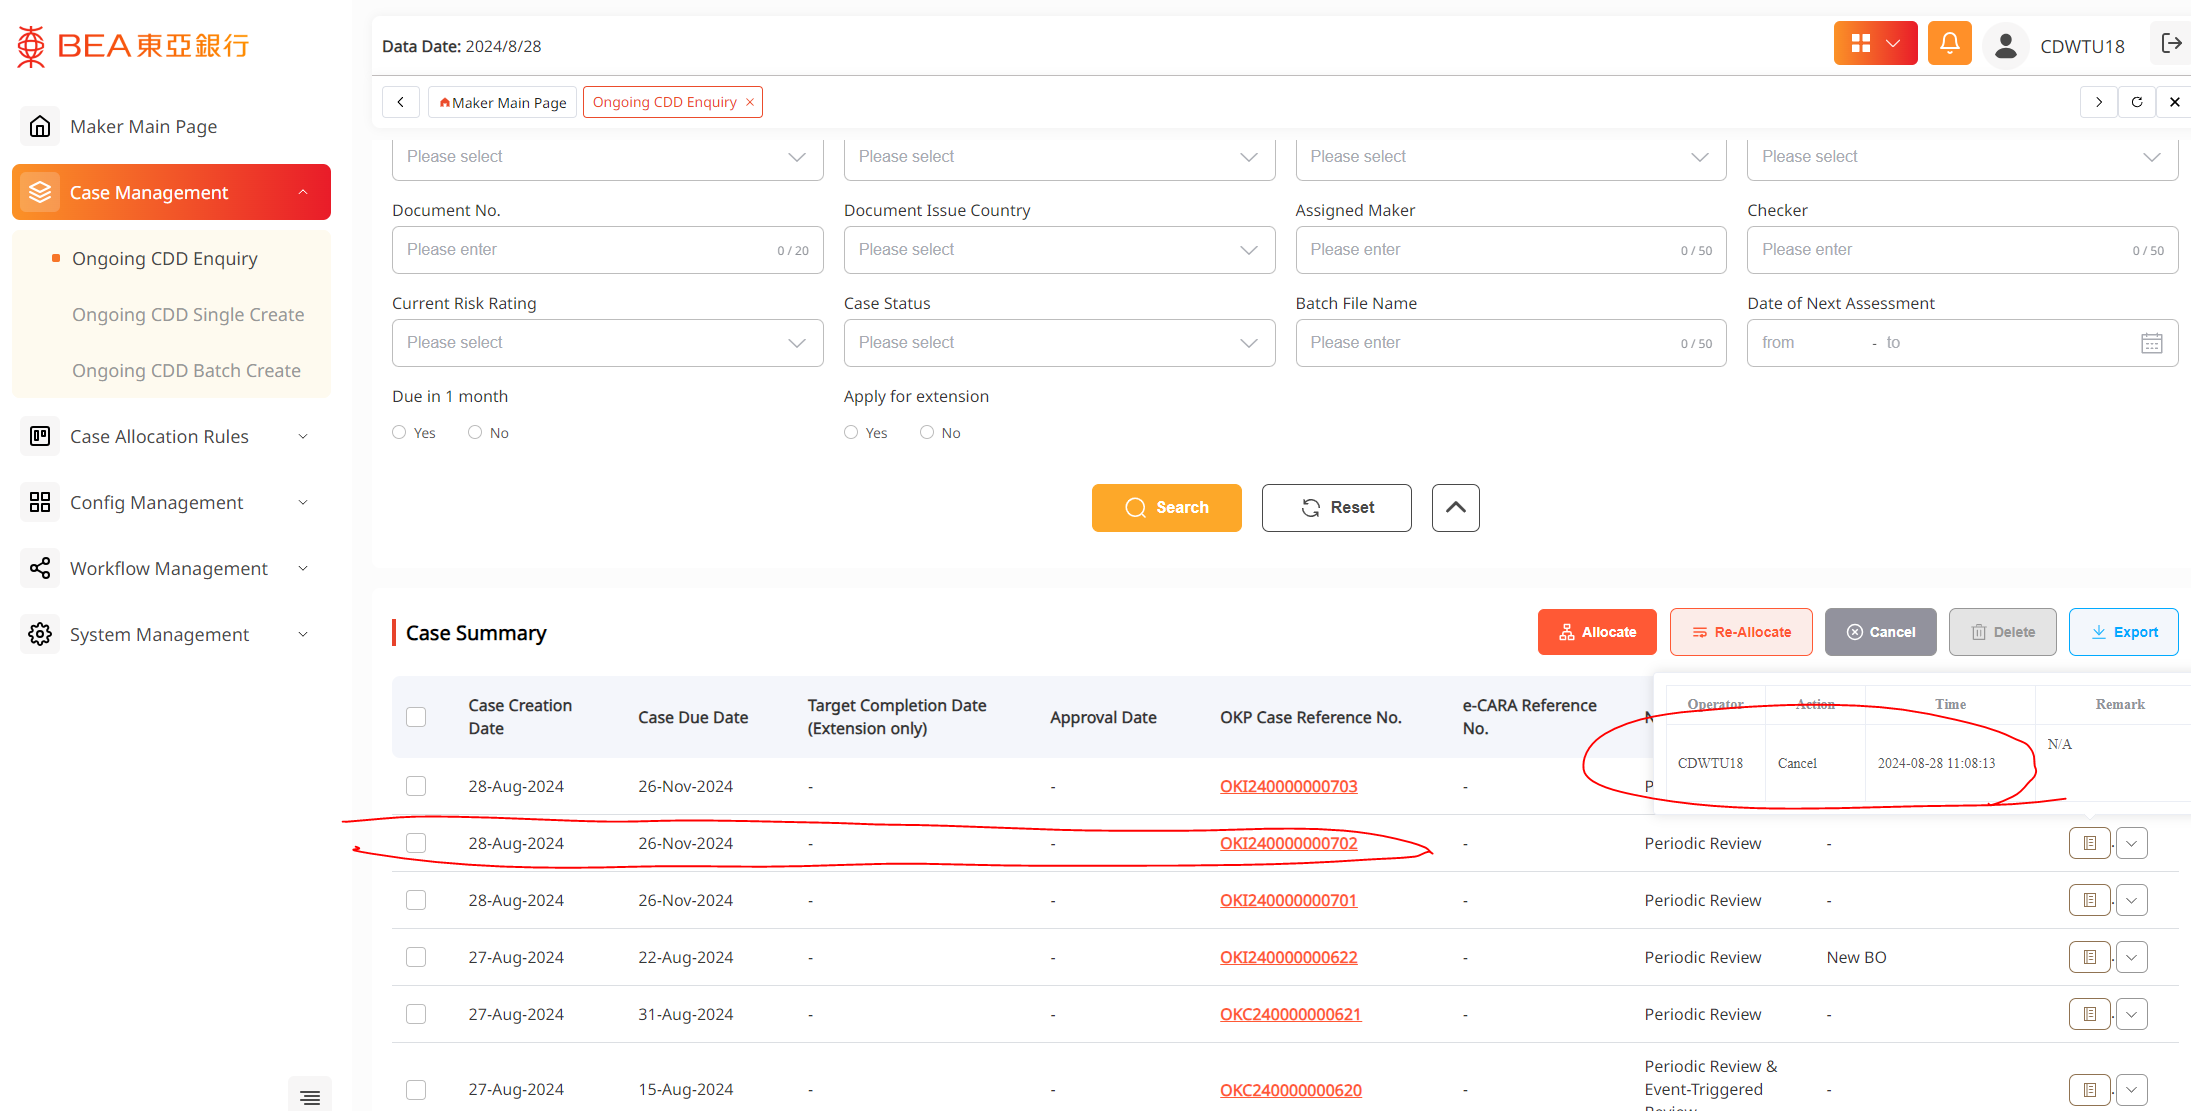 BEA 東亞銀行
Data Date: 2024/8/28
CDWTU18
Maker Main Page
Ongoing CDD Enquiry ×
Maker Main Page
Case Management
Ongoing CDD Enquiry
Ongoing CDD Single Create
Ongoing CDD Batch Create
Case Allocation Rules
Config Management
Workflow Management
System Management
Please select
Please select
Please select
Please select
Document No.
Document Issue Country
Assigned Maker
Checker
Please enter 0 / 20
Please select
Please enter 0 / 50
Please enter 0 / 50
Current Risk Rating
Case Status
Batch File Name
Date of Next Assessment
Please select
Please select
Please enter 0 / 50
from - to
Due in 1 month
Apply for extension
Yes No
Yes No
Search
Reset
Case Summary
Allocate
Re-Allocate
Cancel
Delete
Export
Case Creation Date
Case Due Date
Target Completion Date (Extension only)
Approval Date
OKP Case Reference No.
e-CARA Reference No.
Operator Action Time Remark
CDWTU18 Cancel 2024-08-28 11:08:13 N/A
28-Aug-2024 26-Nov-2024 - - OKI240000000703 - P
28-Aug-2024 26-Nov-2024 - - OKI240000000702 - Periodic Review -
28-Aug-2024 26-Nov-2024 - - OKI240000000701 - Periodic Review -
27-Aug-2024 22-Aug-2024 - - OKI240000000622 - Periodic Review New BO
27-Aug-2024 31-Aug-2024 - - OKC240000000621 - Periodic Review -
27-Aug-2024 15-Aug-2024 - - OKC240000000620 - Periodic Review & Event-Triggered Review -